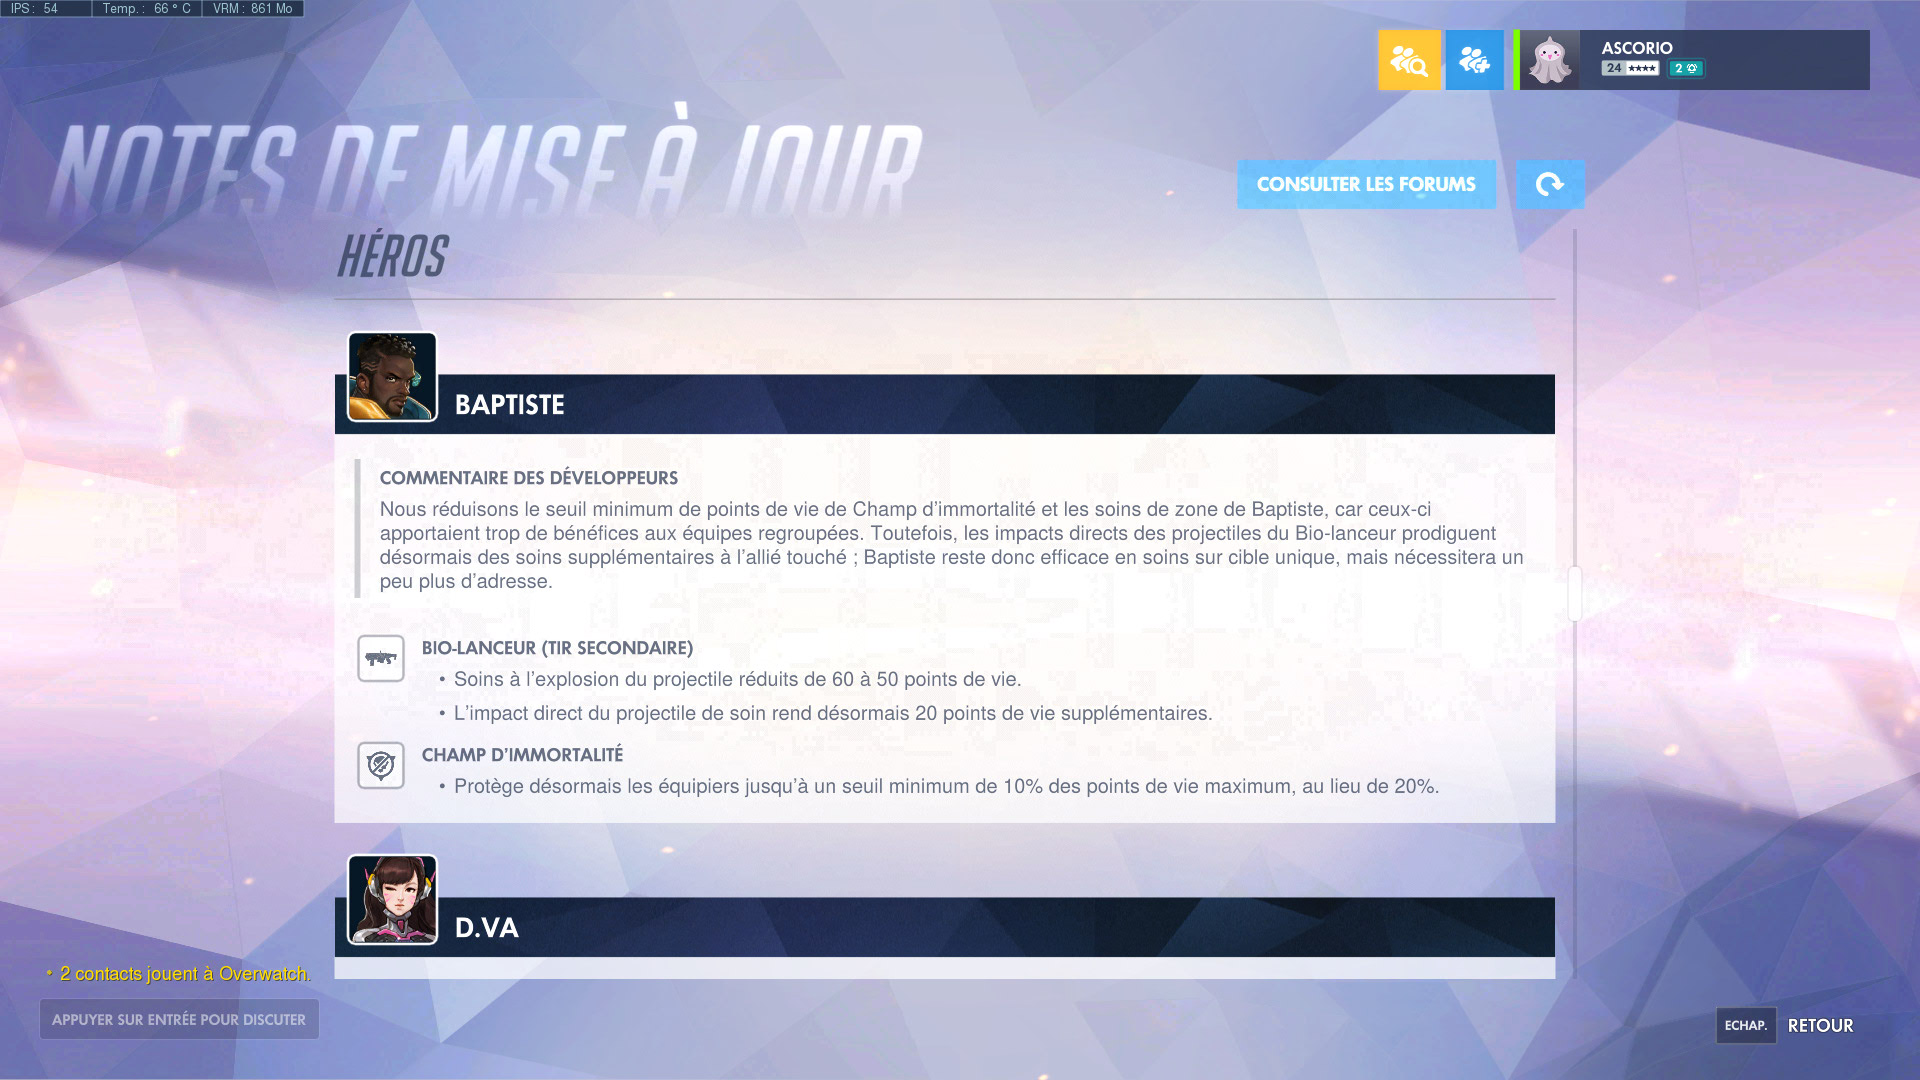 IPS : 54 Temp. : 66 ° C VRM : 861 Mo
ASCORIO
24 ★★★★ 2
NOTES DE MISE À JOUR
CONSULTER LES FORUMS
HÉROS
BAPTISTE
COMMENTAIRE DES DÉVELOPPEURS
Nous réduisons le seuil minimum de points de vie de Champ d’immortalité et les soins de zone de Baptiste, car ceux-ci
apportaient trop de bénéfices aux équipes regroupées. Toutefois, les impacts directs des projectiles du Bio-lanceur prodiguent
désormais des soins supplémentaires à l’allié touché ; Baptiste reste donc efficace en soins sur cible unique, mais nécessitera un
peu plus d’adresse.
BIO-LANCEUR (TIR SECONDAIRE)
• Soins à l’explosion du projectile réduits de 60 à 50 points de vie.
• L’impact direct du projectile de soin rend désormais 20 points de vie supplémentaires.
CHAMP D’IMMORTALITÉ
• Protège désormais les équipiers jusqu’à un seuil minimum de 10% des points de vie maximum, au lieu de 20%.
D.VA
• 2 contacts jouent à Overwatch.
APPUYER SUR ENTRÉE POUR DISCUTER
ECHAP. RETOUR